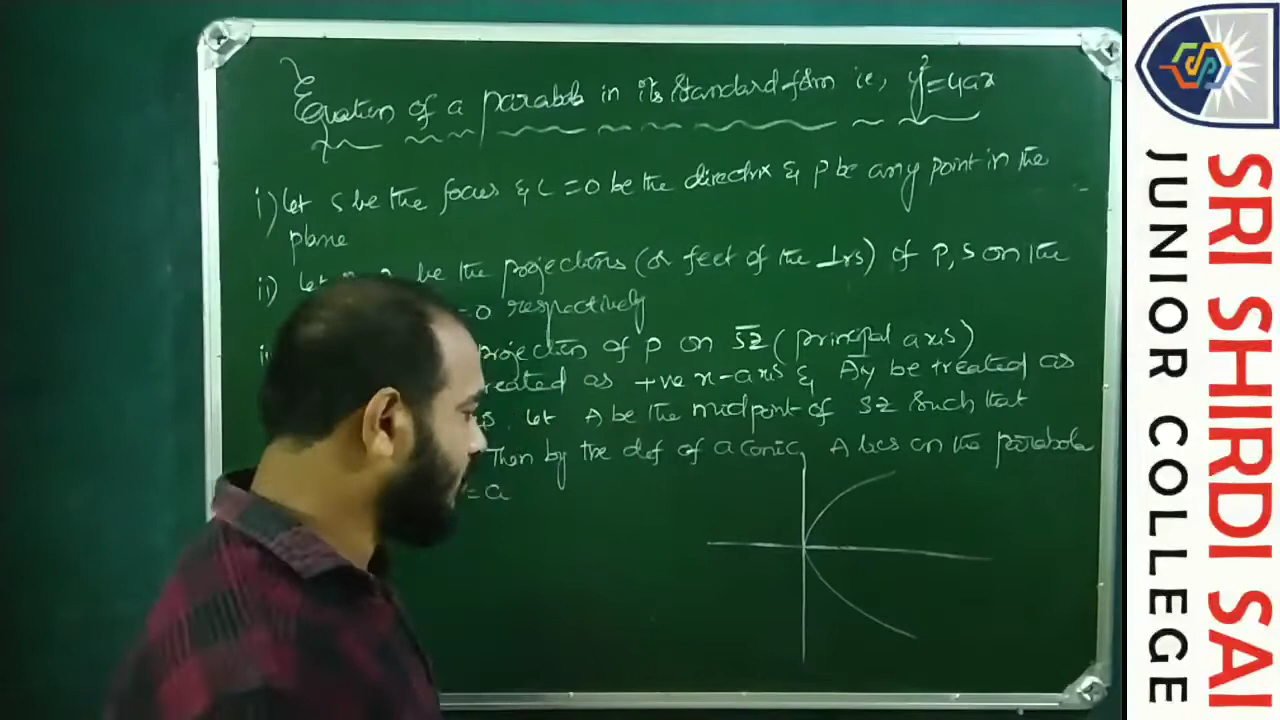 Equation of a parabola in its standard form ie, y²=4ax
i) Let S be the focus & L=0 be the directrix & P be any point in the
plane
ii) let be the projections (or feet of the ⊥rs) of P, S on the
=0 respectively
projection of P on SZ (principal axis)
treated as +ve x-axis & Ay be treated as
let A be the midpoint of SZ such that
Then by the def of a conic, A lies on the parabola
=a
SRI SHIRDI SAI
JUNIOR COLLEGE